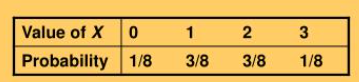 Value of X 0 1 2 3
Probability 1/8 3/8 3/8 1/8